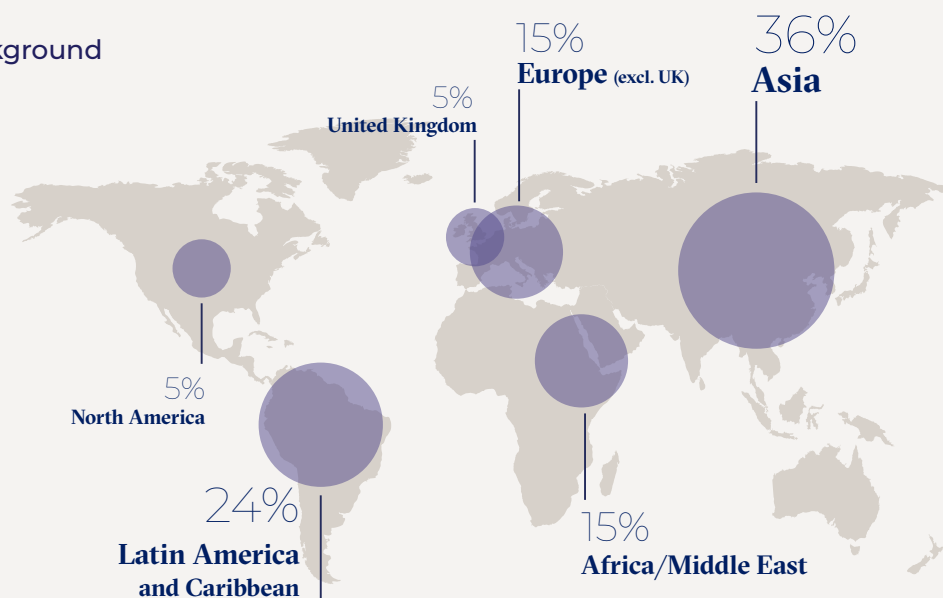 kground
15%
Europe (excl. UK)
36%
Asia
5%
United Kingdom
5%
North America
24%
Latin America
and Caribbean
15%
Africa/Middle East